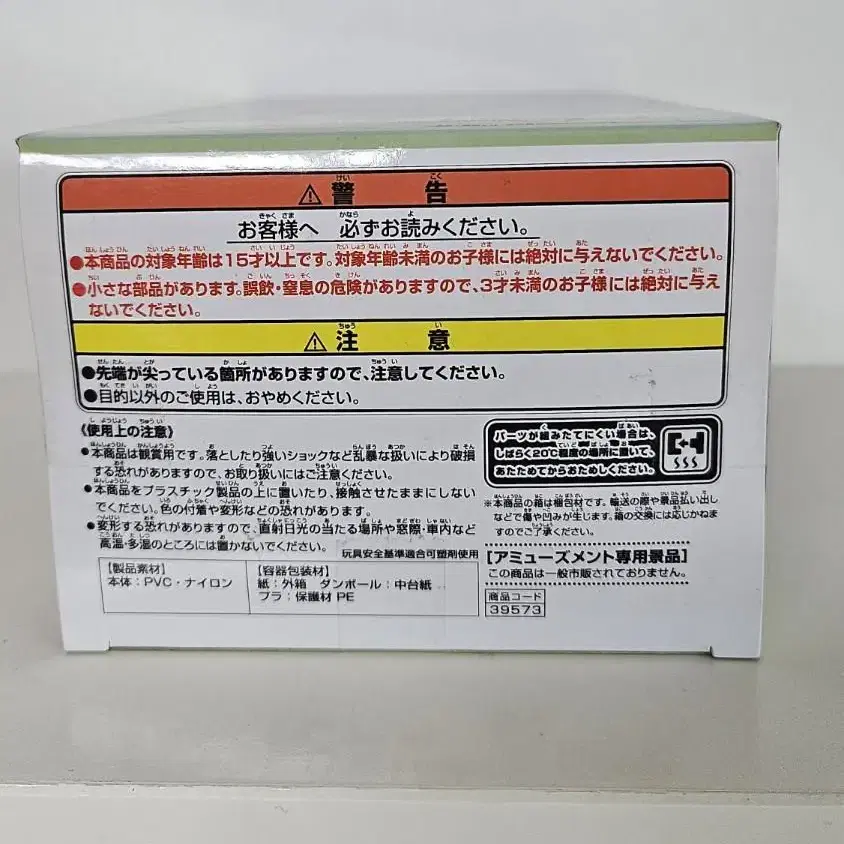 ⚠警告
お客様へ 必ずお読みください。
●本商品の対象年齢は15才以上です。対象年齢未満のお子様には絶対に与えないでください。
●小さな部品があります。誤飲・窒息の危険がありますので、3才未満のお子様には絶対に与え
ないでください。
⚠注意
●先端が尖っている箇所がありますので、注意してください。
●目的以外のご使用は、おやめください。
《使用上の注意》
●本商品は観賞用です。落としたり強いショックなど乱暴な扱いにより破損
する恐れがありますので、お取り扱いにはご注意ください。
●本商品をプラスチック製品の上に置いたり、接触させたままにしない
でください。色の付着や変形などの恐れがあります。
●変形する恐れがありますので、直射日光の当たる場所や窓際・車内など
高温・多湿のところには置かないでください。
玩具安全基準適合可塑剤使用
【製品素材】
本体：PVC・ナイロン
【容器包装材】
紙：外箱 ダンボール：中台紙
プラ：保護材 PE
パーツが組みたてにくい場合は、
しばらく20℃程度の場所に置いて、
あたためてからおためしください。
※本商品の箱は梱包材です。輸送の際や景品払い出し
などで傷や凹みが生じます。箱の交換には応じかねま
すのでご了承ください。
[アミューズメント専用景品]
この商品は一般市販されておりません。
商品コード
39573